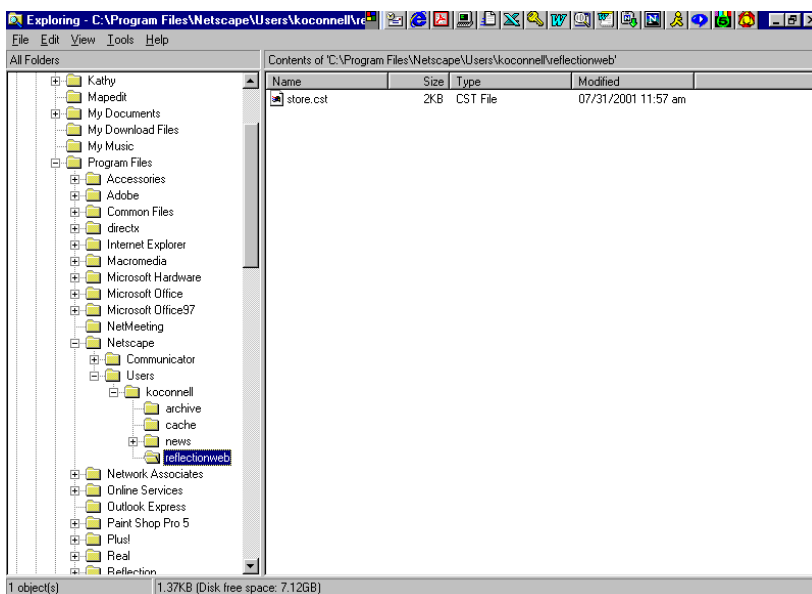 Exploring - C:\Program Files\Netscape\Users\koconnell\re
File Edit View Tools Help
All Folders
Contents of 'C:\Program Files\Netscape\Users\koconnell\reflectionweb'
Name Size Type Modified
store.cst 2KB CST File 07/31/2001 11:57 am
Kathy
Mapedit
My Documents
My Download Files
My Music
Program Files
Accessories
Adobe
Common Files
directx
Internet Explorer
Macromedia
Microsoft Hardware
Microsoft Office
Microsoft Office97
NetMeeting
Netscape
Communicator
Users
koconnell
archive
cache
news
reflectionweb
Network Associates
Online Services
Outlook Express
Paint Shop Pro 5
Plus!
Real
Reflection
1 object(s) 1.37KB (Disk free space: 7.12GB)